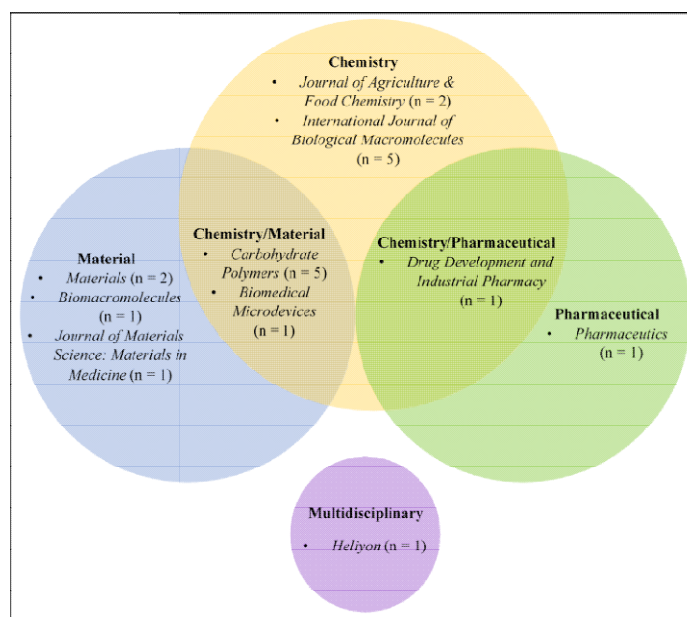 Chemistry
• Journal of Agriculture &
Food Chemistry (n = 2)
• International Journal of
Biological Macromolecules
(n = 5)
Material
• Materials (n = 2)
• Biomacromolecules
(n = 1)
• Journal of Materials
Science: Materials in
Medicine (n = 1)
Chemistry/Material
• Carbohydrate
Polymers (n = 5)
• Biomedical
Microdevices
(n = 1)
Chemistry/Pharmaceutical
• Drug Development and
Industrial Pharmacy
(n = 1)
Pharmaceutical
• Pharmaceutics
(n = 1)
Multidisciplinary
• Heliyon (n = 1)